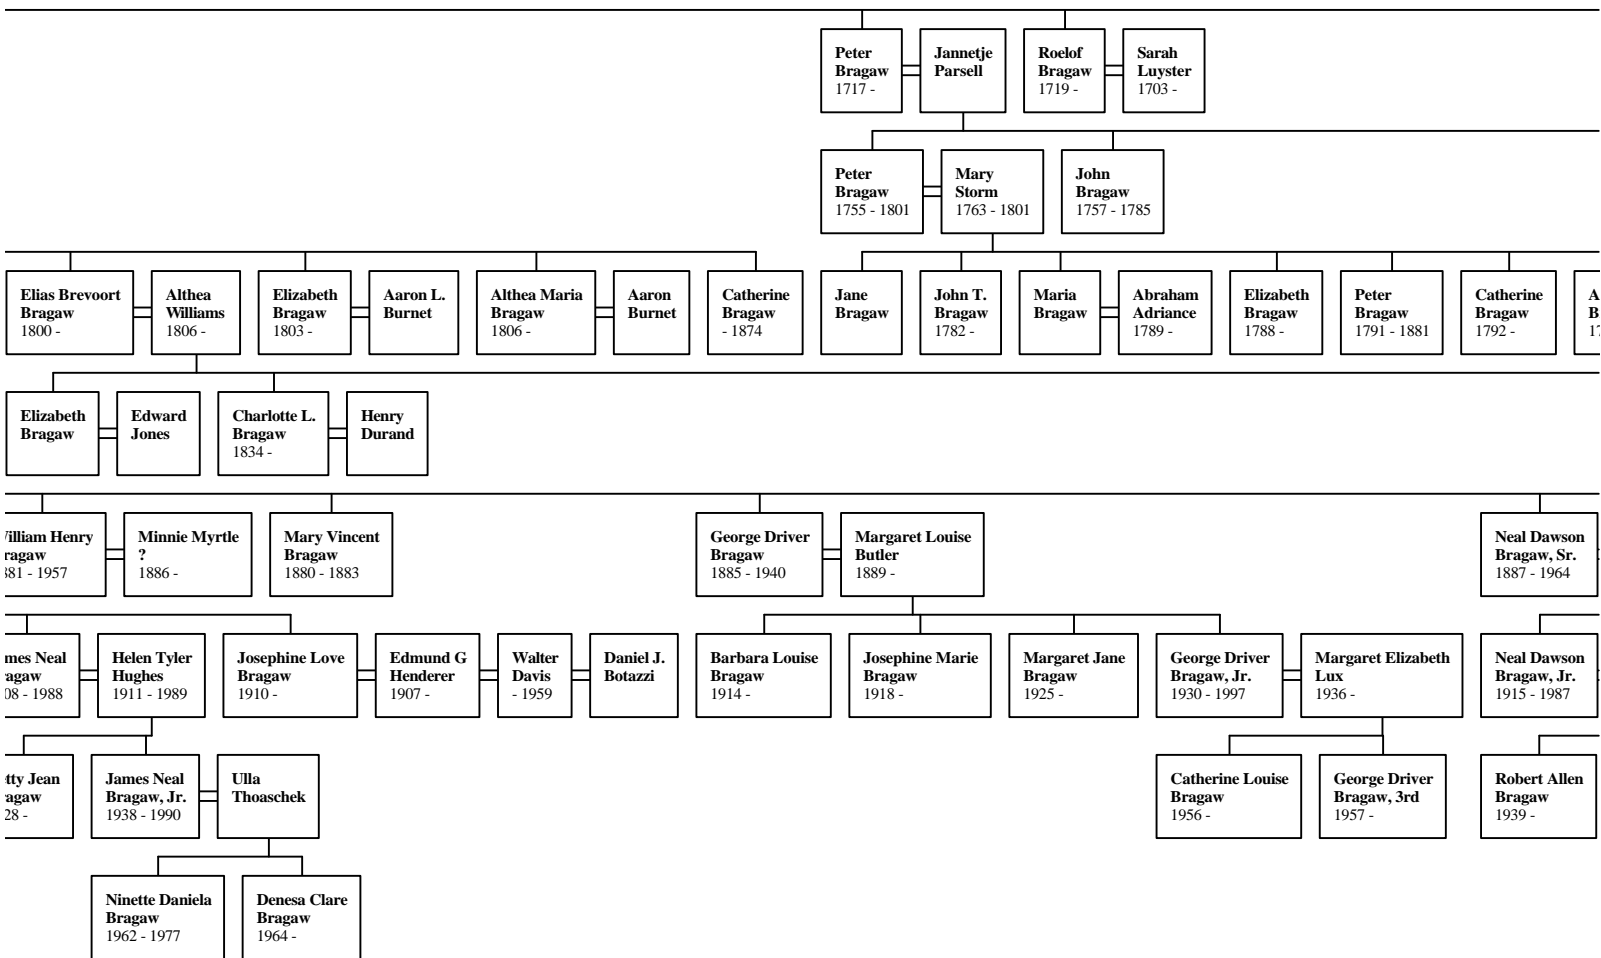 Peter
Bragaw
1717 -
Jannetje
Parsell
Roelof
Bragaw
1719 -
Sarah
Luyster
1703 -
Peter
Bragaw
1755 - 1801
Mary
Storm
1763 - 1801
John
Bragaw
1757 - 1785
Elias Brevoort
Bragaw
1800 -
Althea
Williams
1806 -
Elizabeth
Bragaw
1803 -
Aaron L.
Burnet
Althea Maria
Bragaw
1806 -
Aaron
Burnet
Catherine
Bragaw
- 1874
Jane
Bragaw
John T.
Bragaw
1782 -
Maria
Bragaw
Abraham
Adriance
1789 -
Elizabeth
Bragaw
1788 -
Peter
Bragaw
1791 - 1881
Catherine
Bragaw
1792 -
Elizabeth
Bragaw
Edward
Jones
Charlotte L.
Bragaw
1834 -
Henry
Durand
Henry
- 1957
Minnie Myrtle
?
1886 -
Mary Vincent
Bragaw
1880 - 1883
George Driver
Bragaw
1885 - 1940
Margaret Louise
Butler
1889 -
Neal Dawson
Bragaw, Sr.
1887 - 1964
Neal
- 1988
Helen Tyler
Hughes
1911 - 1989
Josephine Love
Bragaw
1910 -
Edmund G
Henderer
1907 -
Walter
Davis
- 1959
Daniel J.
Botazzi
Barbara Louise
Bragaw
1914 -
Josephine Marie
Bragaw
1918 -
Margaret Jane
Bragaw
1925 -
George Driver
Bragaw, Jr.
1930 - 1997
Margaret Elizabeth
Lux
1936 -
Neal Dawson
Bragaw, Jr.
1915 - 1987
Jean
James Neal
Bragaw, Jr.
1938 - 1990
Ulla
Thoaschek
Catherine Louise
Bragaw
1956 -
George Driver
Bragaw, 3rd
1957 -
Robert Allen
Bragaw
1939 -
Ninette Daniela
Bragaw
1962 - 1977
Denesa Clare
Bragaw
1964 -